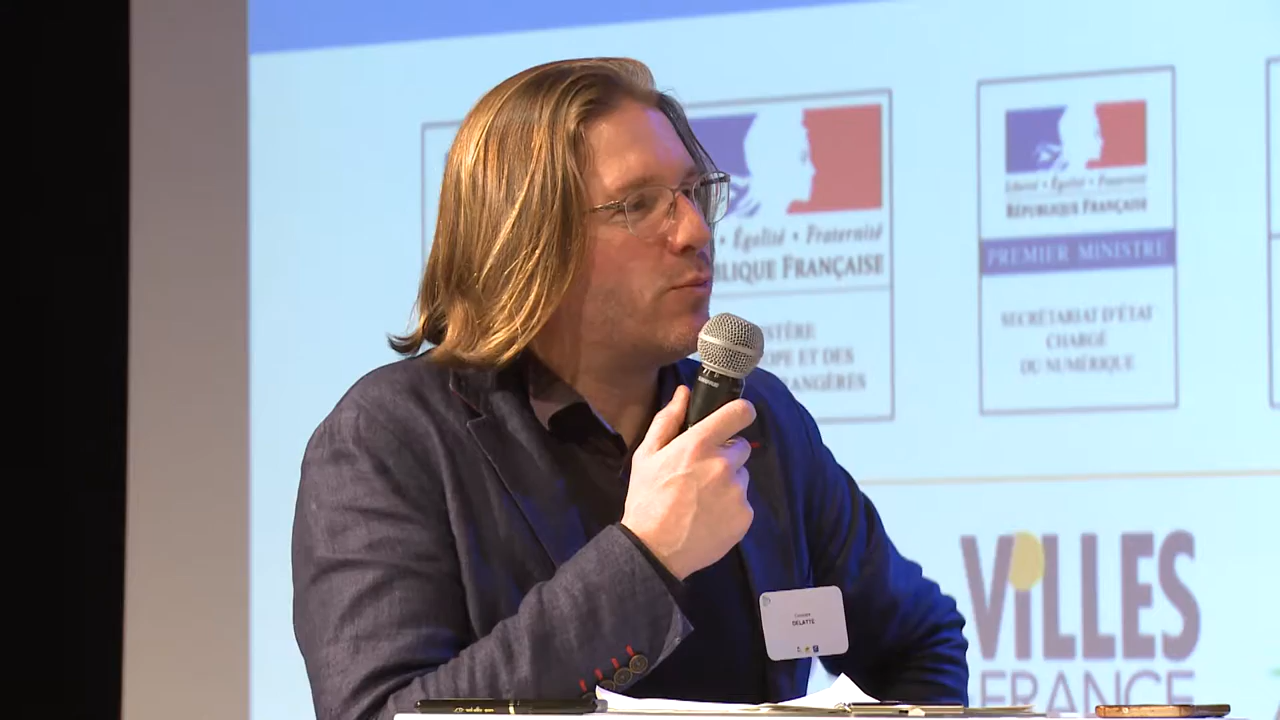 • Égalité • Fraternité
BLIQUE FRANÇAISE
STÈRE
OPE ET DES
RANGÈRES
Liberté • Égalité • Fraternité
RÉPUBLIQUE FRANÇAISE
PREMIER MINISTRE
SECRÉTARIAT D'ÉTAT
CHARGÉ
DU NUMÉRIQUE
VILLES
FRANCE
DELATTE